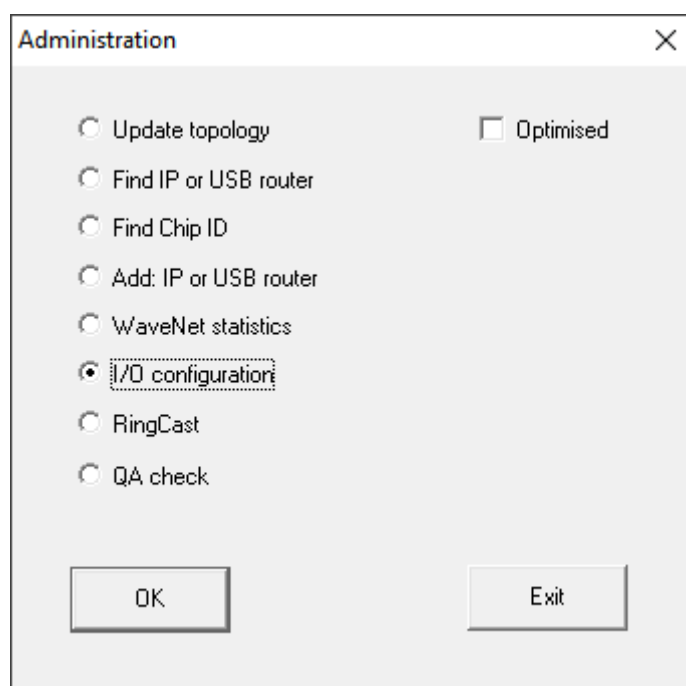 Administration
Update topology
Optimised
Find IP or USB router
Find Chip ID
Add: IP or USB router
WaveNet statistics
I/O configuration
RingCast
QA check
OK
Exit